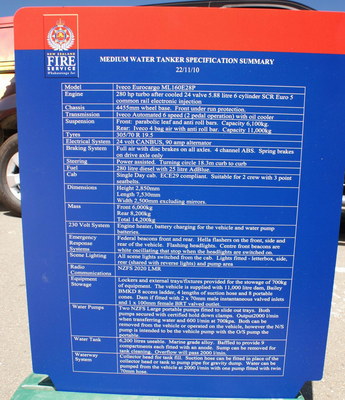 NEW ZEALAND
FIRE
SERVICE
Whakaratonga Iwi
MEDIUM WATER TANKER SPECIFICATION SUMMARY
22/11/10
Model Iveco Eurocargo ML160E28P
Engine 280 hp turbo after cooled 24 valve 5.88 litre 6 cylinder SCR Euro 5
common rail electronic injection
Chassis 4455mm wheel base. Front under run protection.
Transmission Iveco Automated 6 speed (2 pedal operation) with oil cooler
Suspension Front: parabolic leaf and anti roll bars. Capacity 6,100kg
Rear: Iveco 4 bag air with anti roll bar. Capacity 11,000kg
Tyres 305/70 R 19.5
Electrical System 24 volt CANBUS, 90 amp alternator
Braking System Full air with disc brakes on all axles. 4 channel ABS. Spring brakes
on drive axle only
Steering Power assisted. Turning circle 18.3m curb to curb
Fuel 280 litre diesel with 25 litre AdBlue.
Cab Single Day cab. ECE29 compliant. Suitable for 2 crew with 3 point
seatbelts.
Dimensions Height 2,850mm
Length 7,530mm
Width 2,500mm excluding mirrors.
Mass Front 6,000kg
Rear 8,200kg
Total 14,200kg
230 Volt System Engine heater, battery charging for the vehicle and water pump
batteries.
Emergency Federal beacons front and rear. Hella flashers on the front, side and
Response rear of the vehicle. Flashing headlights. Centre front beacons are
Systems white oscillating that stop when the headlights are switched on.
Scene Lighting All scene lights switched from the cab. Lights fitted - letterbox, side,
rear (shared with reverse lights) and pump area
Radio NZFS 2020 LMR
Communications
Equipment Lockers and external trays/fixtures provided for the stowage of 700kg
Stowage of equipment. The vehicle is supplied with 11,000 litre dam, Bailey
BMKD 8 access ladder, 4 lengths of suction hose and 8 portable
cones. Dam if fitted with 2 x 70mm male instantaneous valved inlets
and 1 x 100mm female BRT valved outlet.
Water Pumps Two NZFS Large portable pumps fitted to slide out trays. Both
pumps secured with certified hold down clamps. Output 2000 l/min
when transferring water and 600 l/min at 700kpa. Both can be
removed from the vehicle or operated on the vehicle, however the N/S
pump is intended to be the vehicle pump with the O/S pump the
portable.
Water Tank 6,200 litres useable. Marine grade alloy. Baffled to provide 9
compartments each fitted with an anode. Sump can be removed for
tank cleaning. Overflow will pass 2000 l/min.
Waterway Collector head for tank fill. Suction hose can be fitted in place of the
System collector head or tank to pump pipe for gravity dump. Water can be
pumped from the vehicle at 2000 l/min with one pump fitted with twin
70mm hose.